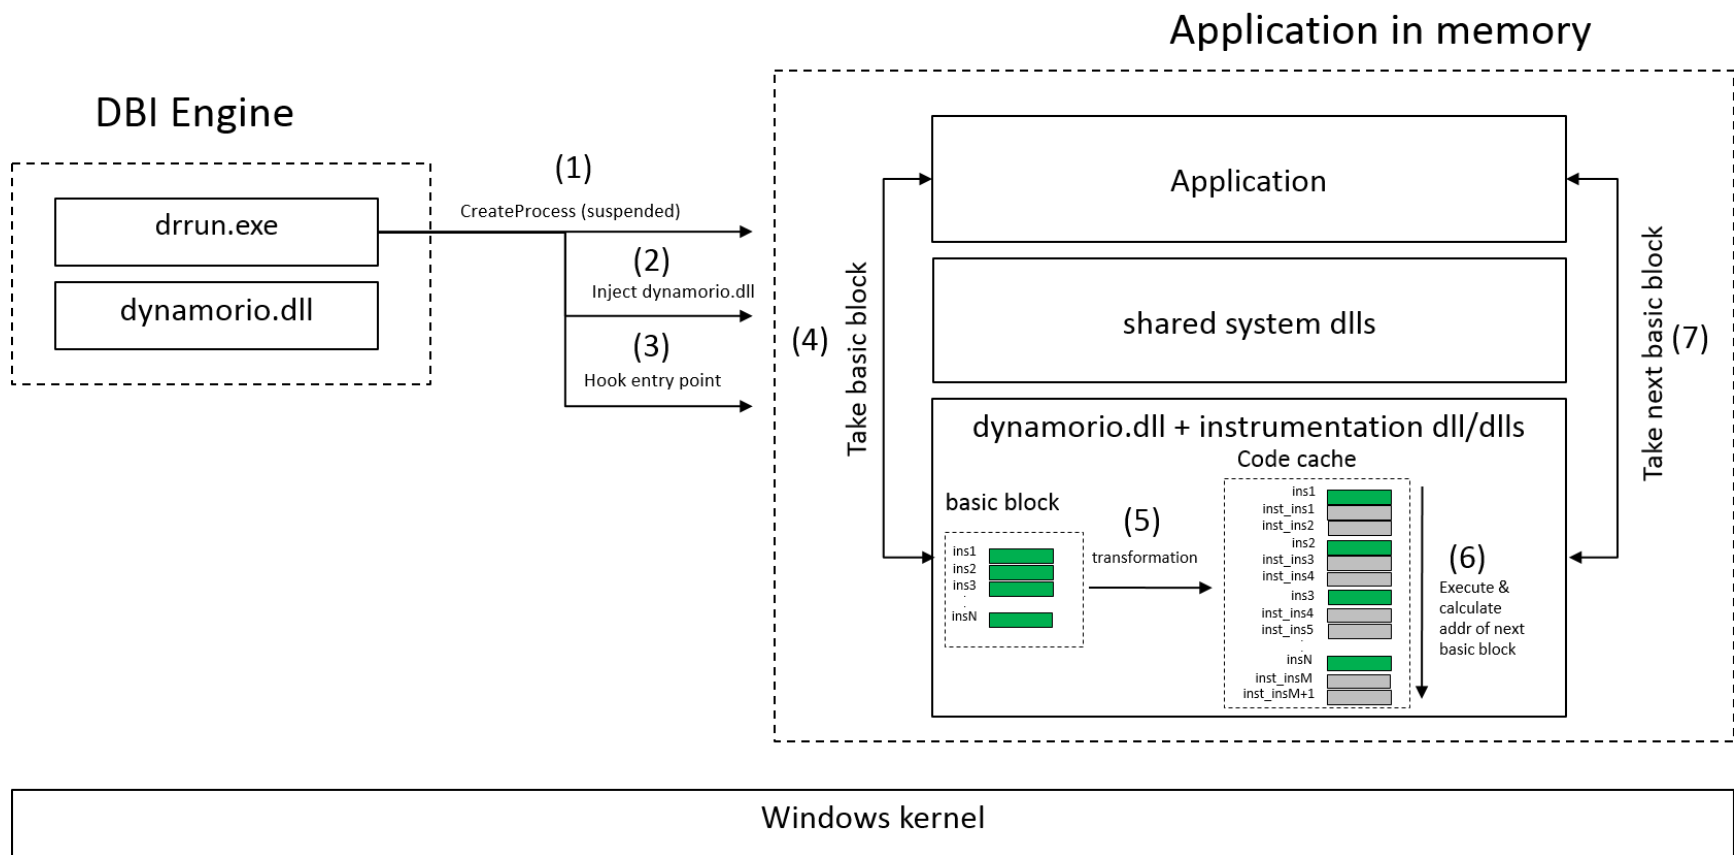 Application in memory
DBI Engine
drrun.exe
dynamorio.dll
(1)
CreateProcess (suspended)
(2)
Inject dynamorio.dll
(3)
Hook entry point
(4)
Take basic block
Application
shared system dlls
dynamorio.dll + instrumentation dll/dlls
basic block
ins1
ins2
ins3
.
.
insN
(5)
transformation
Code cache
ins1
inst_ins1
inst_ins2
ins2
inst_ins3
inst_ins4
ins3
inst_ins4
inst_ins5
.
.
insN
inst_insM
inst_insM+1
(6)
Execute &
calculate
addr of next
basic block
Take next basic block
(7)
Windows kernel